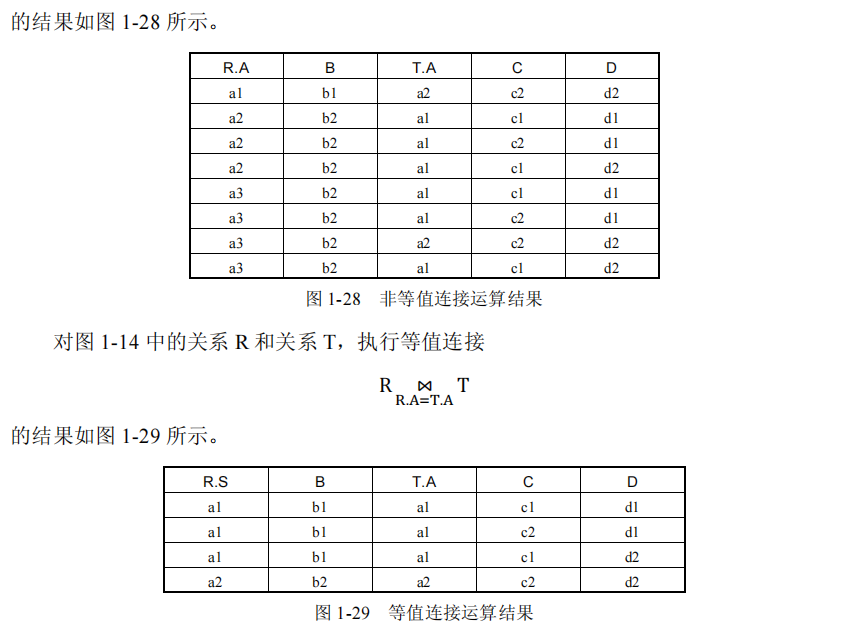 的结果如图 1-28 所示。
R.A B T.A C D
a1 b1 a2 c2 d2
a2 b2 a1 c1 d1
a2 b2 a1 c2 d1
a2 b2 a1 c1 d2
a3 b2 a1 c1 d1
a3 b2 a1 c2 d1
a3 b2 a2 c2 d2
a3 b2 a1 c1 d2
图 1-28 非等值连接运算结果
对图 1-14 中的关系 R 和关系 T，执行等值连接
R ⋈ T
R.A=T.A
的结果如图 1-29 所示。
R.S B T.A C D
a1 b1 a1 c1 d1
a1 b1 a1 c2 d1
a1 b1 a1 c1 d2
a2 b2 a2 c2 d2
图 1-29 等值连接运算结果